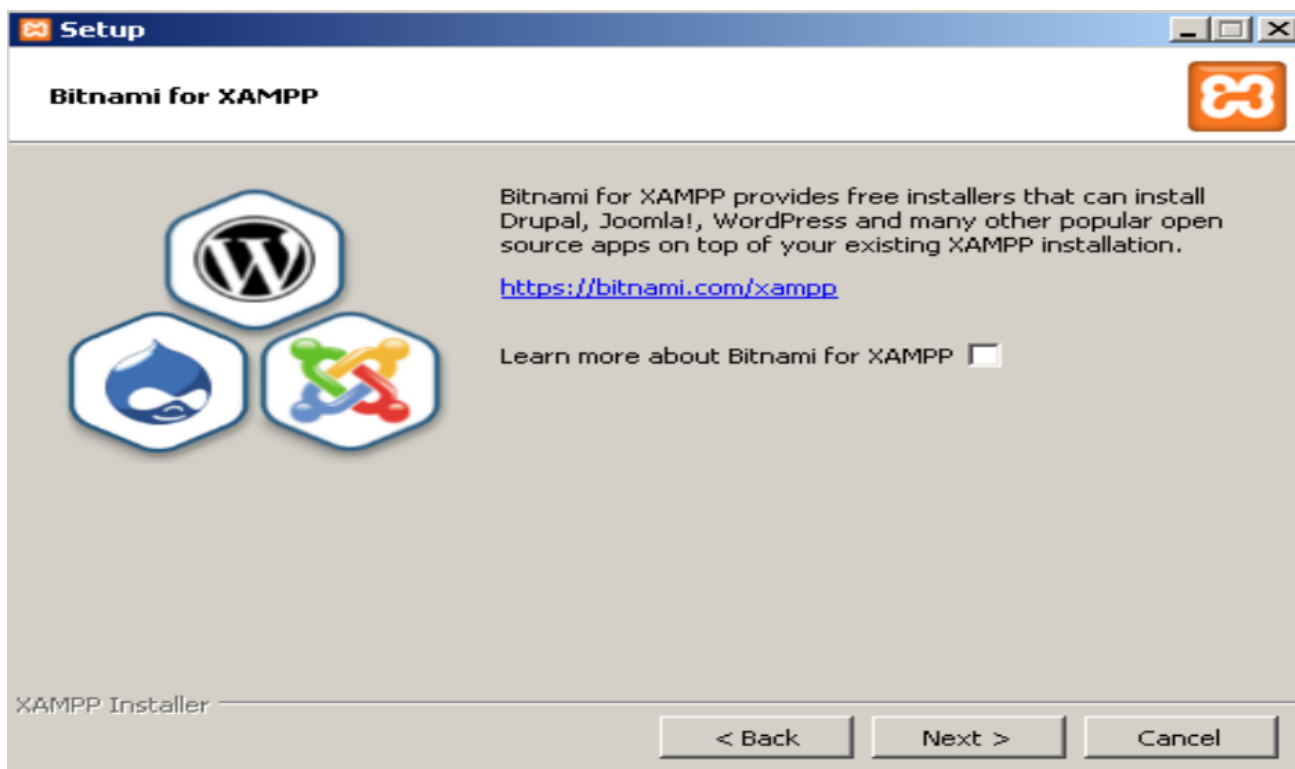 Setup
Bitnami for XAMPP
Bitnami for XAMPP provides free installers that can install
Drupal, Joomla!, WordPress and many other popular open
source apps on top of your existing XAMPP installation.
https://bitnami.com/xampp
Learn more about Bitnami for XAMPP
XAMPP Installer
< Back
Next >
Cancel